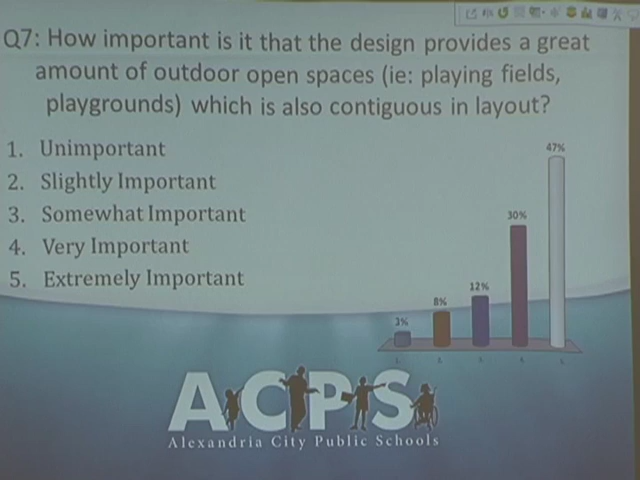 Q7: How important is it that the design provides a great
amount of outdoor open spaces (ie: playing fields,
playgrounds) which is also contiguous in layout?
1. Unimportant
2. Slightly Important
3. Somewhat Important
4. Very Important
5. Extremely Important
3%
8%
12%
30%
47%
ACPS
Alexandria City Public Schools